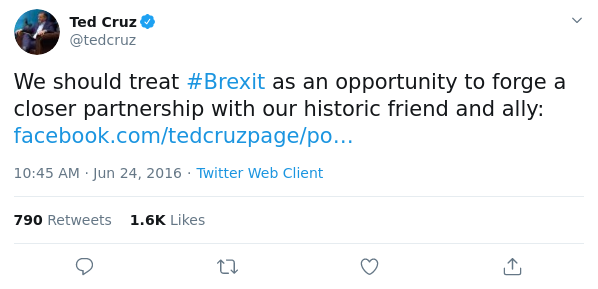 Ted Cruz
@tedcruz
We should treat #Brexit as an opportunity to forge a
closer partnership with our historic friend and ally:
facebook.com/tedcruzpage/po…
10:45 AM · Jun 24, 2016 · Twitter Web Client
790 Retweets 1.6K Likes